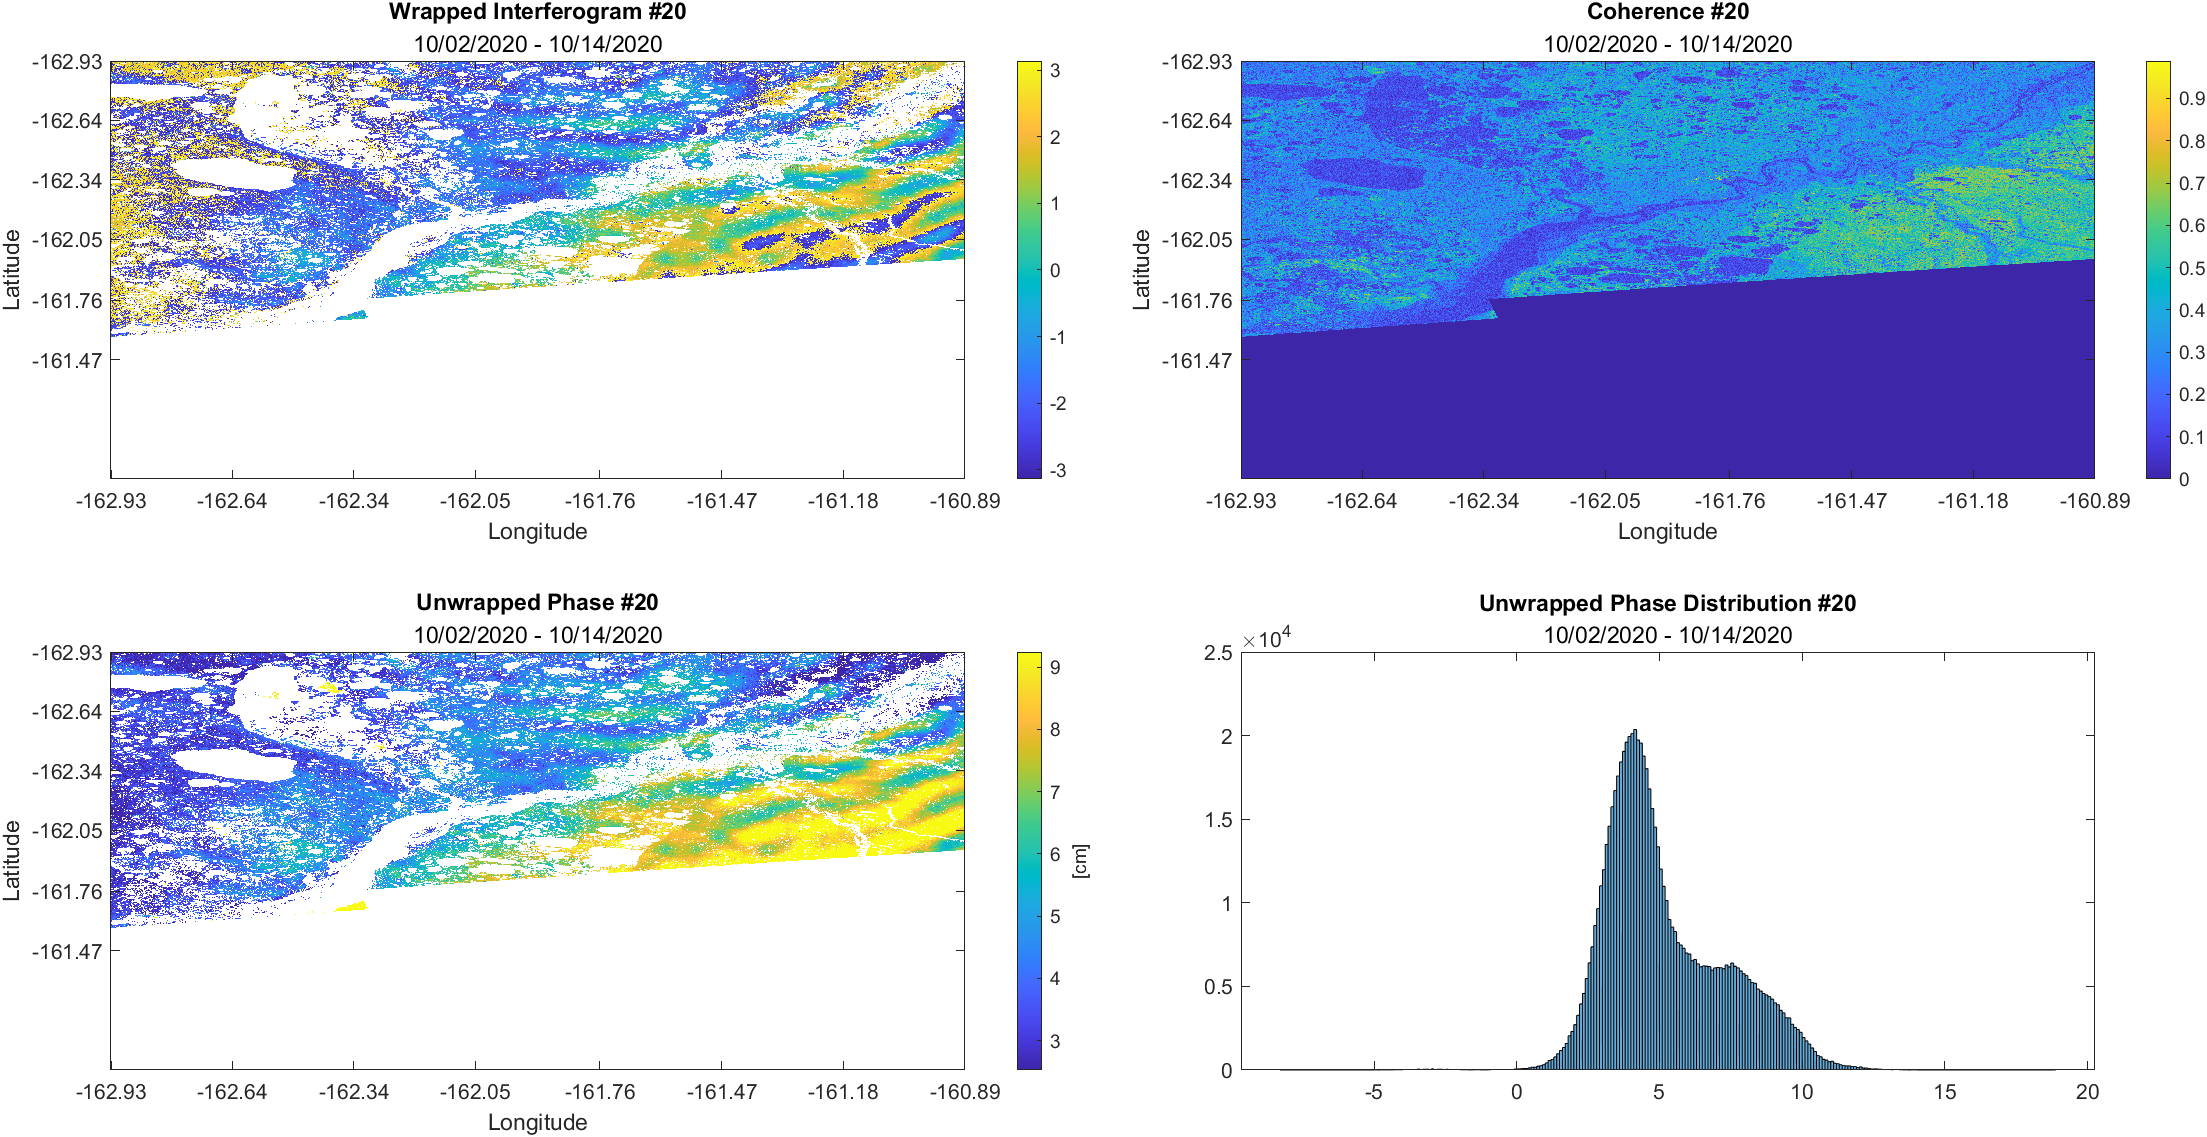 Wrapped Interferogram #20
10/02/2020 - 10/14/2020
-162.93
-162.64
-162.34
-162.05
-161.76
-161.47
Latitude
-162.93 -162.64 -162.34 -162.05 -161.76 -161.47 -161.18 -160.89
Longitude
3
2
1
0
-1
-2
-3
Coherence #20
10/02/2020 - 10/14/2020
-162.93
-162.64
-162.34
-162.05
-161.76
-161.47
Latitude
-162.93 -162.64 -162.34 -162.05 -161.76 -161.47 -161.18 -160.89
Longitude
0.9
0.8
0.7
0.6
0.5
0.4
0.3
0.2
0.1
0
Unwrapped Phase #20
10/02/2020 - 10/14/2020
-162.93
-162.64
-162.34
-162.05
-161.76
-161.47
Latitude
-162.93 -162.64 -162.34 -162.05 -161.76 -161.47 -161.18 -160.89
Longitude
9
8
7
6
5
4
3
[cm]
Unwrapped Phase Distribution #20
10/02/2020 - 10/14/2020
×10^4
2.5
2
1.5
1
0.5
0
-5 0 5 10 15 20